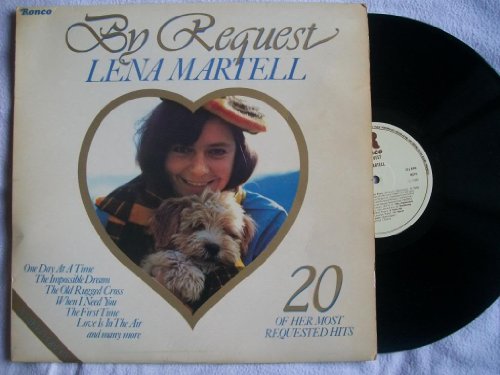 Ronco
By Request
LENA MARTELL
One Day At A Time
The Impossible Dream
The Old Rugged Cross
When I Need You
The First Time
Love Is In The Air
and many more
20
OF HER MOST
REQUESTED HITS
R
Ronco